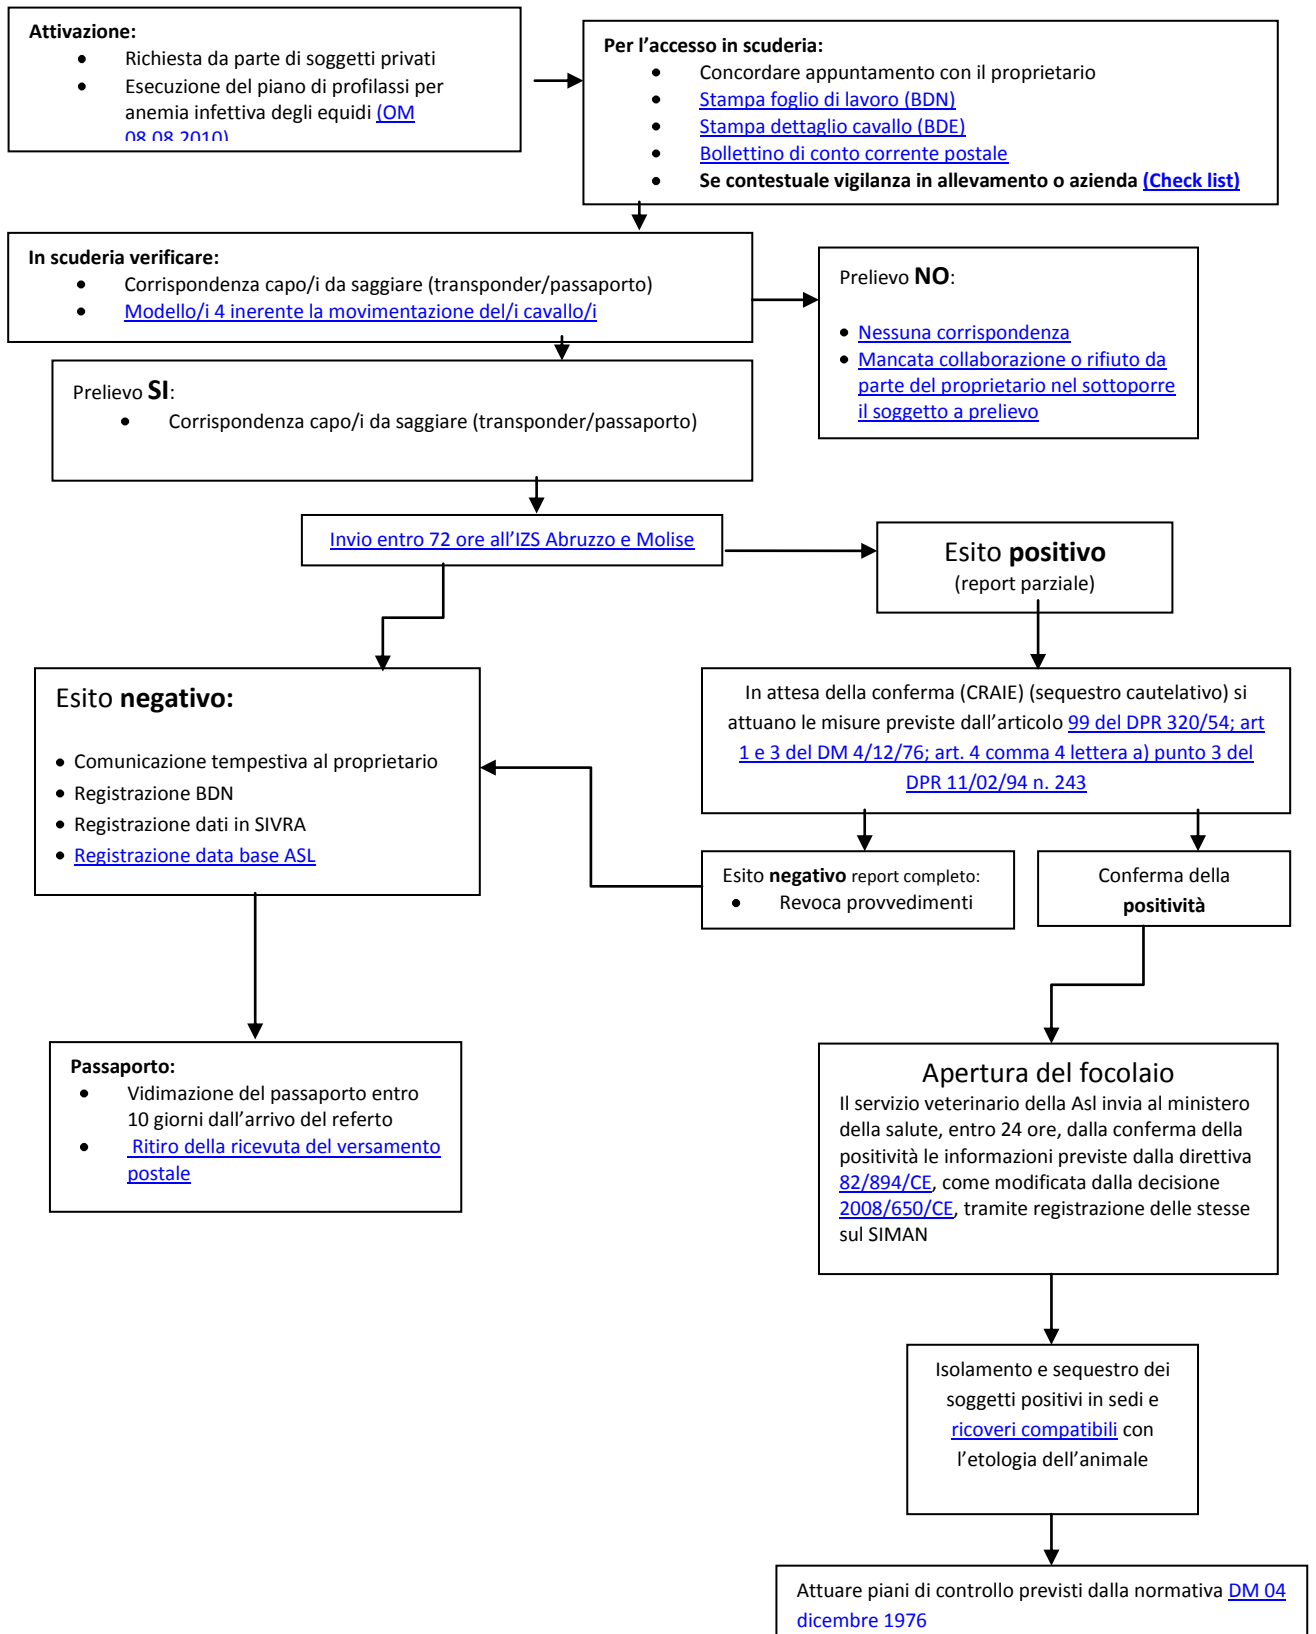 Attivazione:
• Richiesta da parte di soggetti privati
• Esecuzione del piano di profilassi per
anemia infettiva degli equidi (OM
08.08.2010)
Per l'accesso in scuderia:
• Concordare appuntamento con il proprietario
• Stampa foglio di lavoro (BDN)
• Stampa dettaglio cavallo (BDE)
• Bollettino di conto corrente postale
• Se contestuale vigilanza in allevamento o azienda (Check list)
In scuderia verificare:
• Corrispondenza capo/i da saggiare (transponder/passaporto)
• Modello/i 4 inerente la movimentazione del/i cavallo/i
Prelievo NO:
• Nessuna corrispondenza
• Mancata collaborazione o rifiuto da
parte del proprietario nel sottoporre
il soggetto a prelievo
Prelievo SI:
• Corrispondenza capo/i da saggiare (transponder/passaporto)
Invio entro 72 ore all'IZS Abruzzo e Molise
Esito positivo
(report parziale)
Esito negativo:
• Comunicazione tempestiva al proprietario
• Registrazione BDN
• Registrazione dati in SIVRA
• Registrazione data base ASL
In attesa della conferma (CRAIE) (sequestro cautelativo) si
attuano le misure previste dall'articolo 99 del DPR 320/54; art
1 e 3 del DM 4/12/76; art. 4 comma 4 lettera a) punto 3 del
DPR 11/02/94 n. 243
Esito negativo report completo:
• Revoca provvedimenti
Conferma della
positività
Passaporto:
• Vidimazione del passaporto entro
10 giorni dall'arrivo del referto
• Ritiro della ricevuta del versamento
postale
Apertura del focolaio
Il servizio veterinario della Asl invia al ministero
della salute, entro 24 ore, dalla conferma della
positività le informazioni previste dalla direttiva
82/894/CE, come modificata dalla decisione
2008/650/CE, tramite registrazione delle stesse
sul SIMAN
Isolamento e sequestro dei
soggetti positivi in sedi e
ricoveri compatibili con
l'etologia dell'animale
Attuare piani di controllo previsti dalla normativa DM 04
dicembre 1976